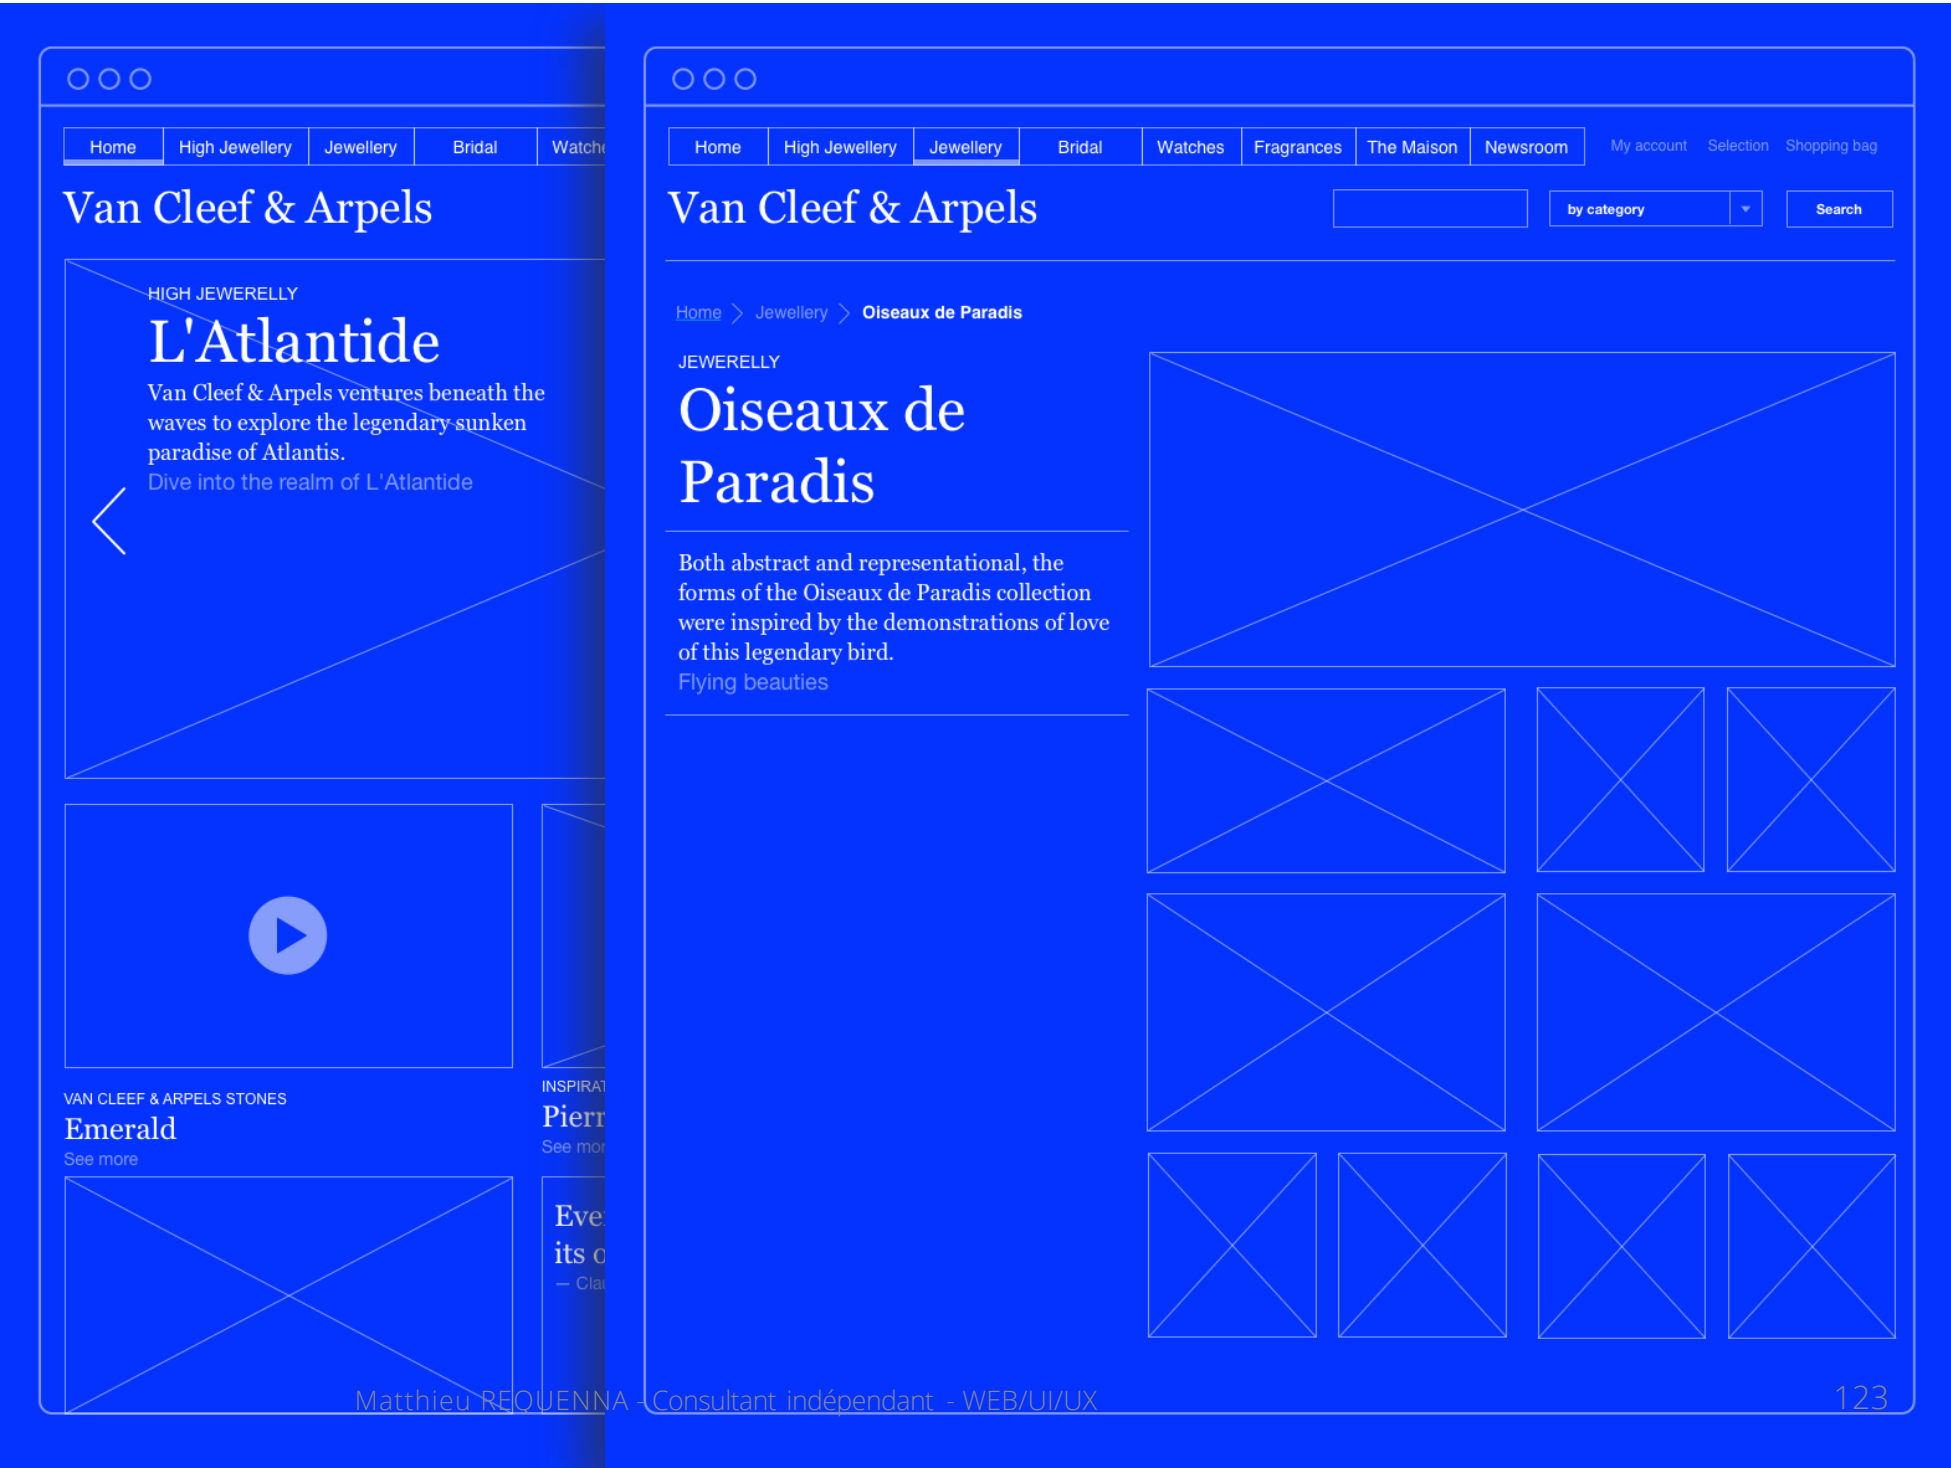 Home High Jewellery Jewellery Bridal
Van Cleef & Arpels
HIGH JEWERELLY
L'Atlantide
Van Cleef & Arpels ventures beneath the
waves to explore the legendary sunken
paradise of Atlantis.
Dive into the realm of L'Atlantide
VAN CLEEF & ARPELS STONES
Emerald
See more
See
its
Home High Jewellery Jewellery Bridal Watches Fragrances The Maison Newsroom My account Selection Shopping bag
Van Cleef & Arpels by category Search
Home Jewellery Oiseaux de Paradis
JEWERELLY
Oiseaux de
Paradis
Both abstract and representational, the
forms of the Oiseaux de Paradis collection
were inspired by the demonstrations of love
of this legendary bird.
Flying beauties
Matthieu REQUENNA - Consultant indépendant - WEB/UI/UX 123